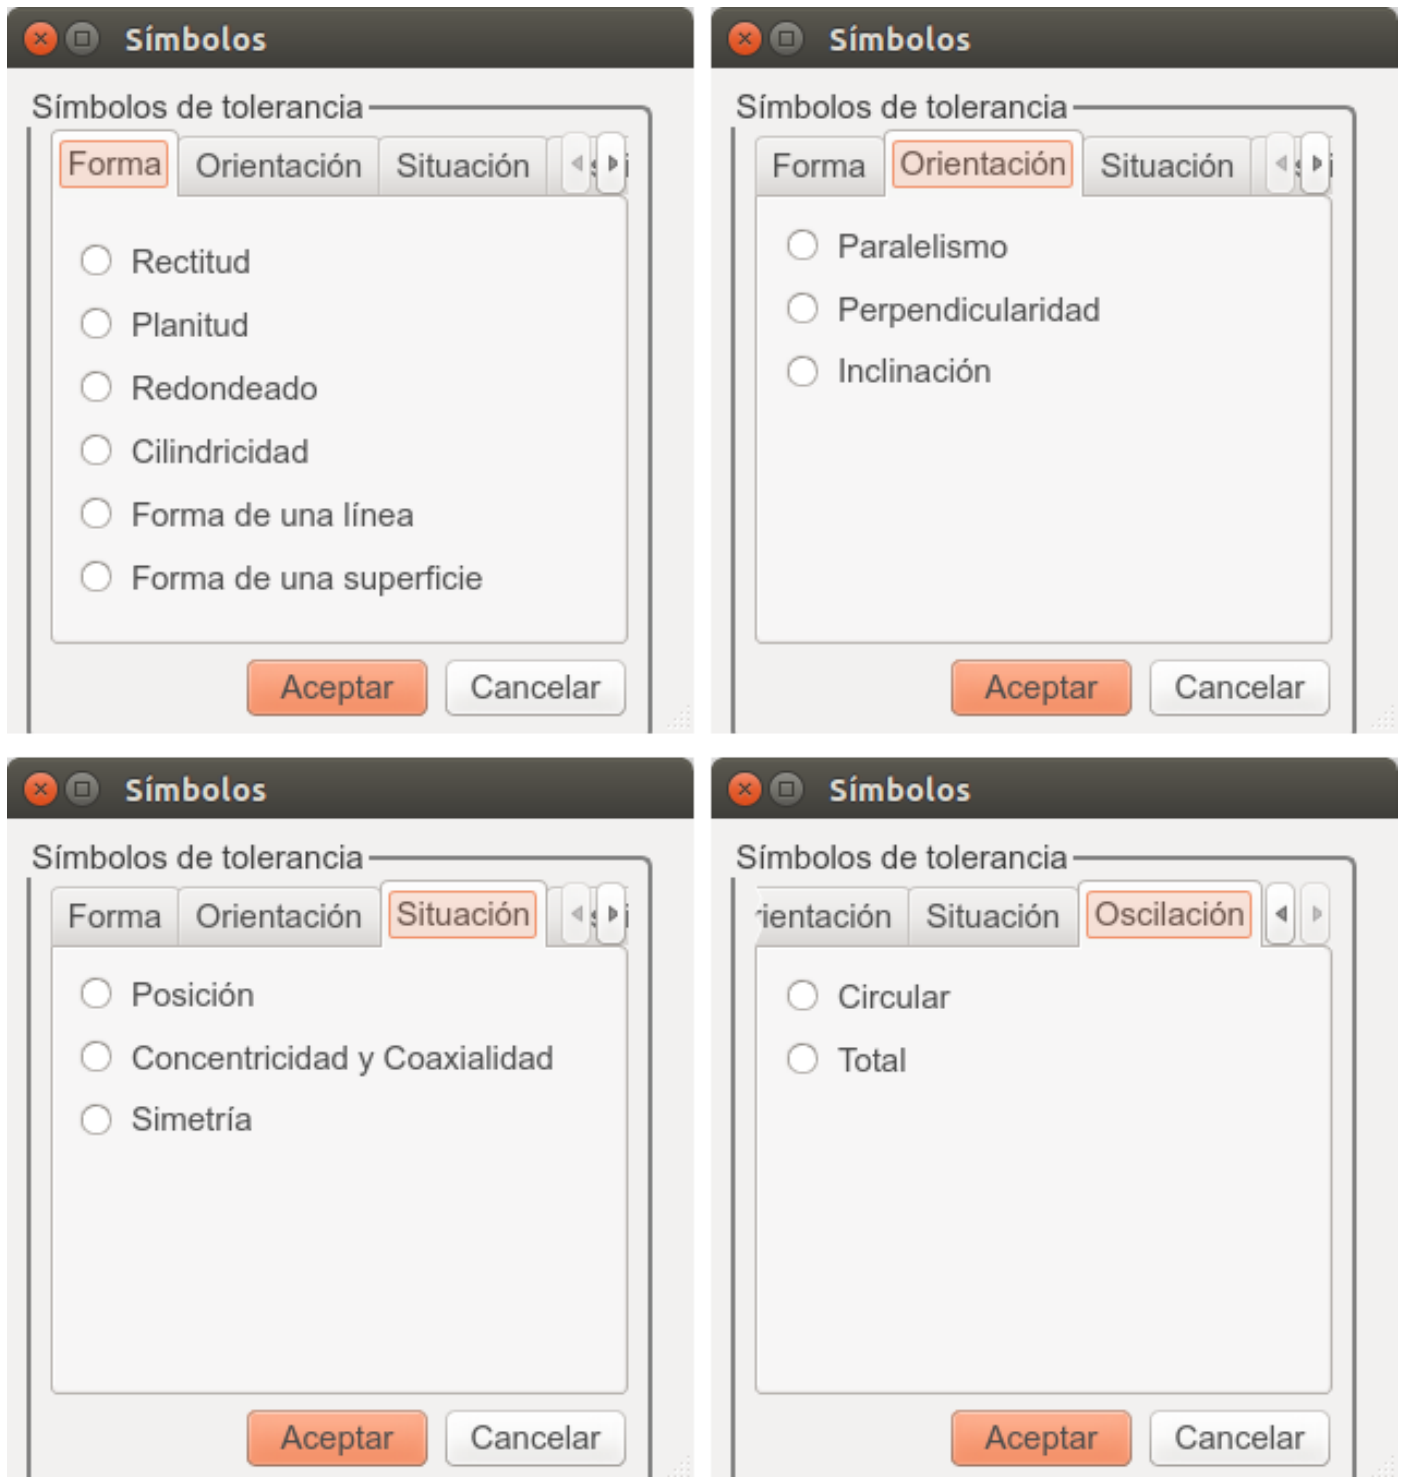 Símbolos
Símbolos de tolerancia
Forma Orientación Situación
Rectitud
Planitud
Redondeado
Cilindricidad
Forma de una línea
Forma de una superficie
Aceptar Cancelar
Símbolos
Símbolos de tolerancia
Forma Orientación Situación
Paralelismo
Perpendicularidad
Inclinación
Aceptar Cancelar
Símbolos
Símbolos de tolerancia
Forma Orientación Situación
Posición
Concentricidad y Coaxialidad
Simetría
Aceptar Cancelar
Símbolos
Símbolos de tolerancia
rientación Situación Oscilación
Circular
Total
Aceptar Cancelar